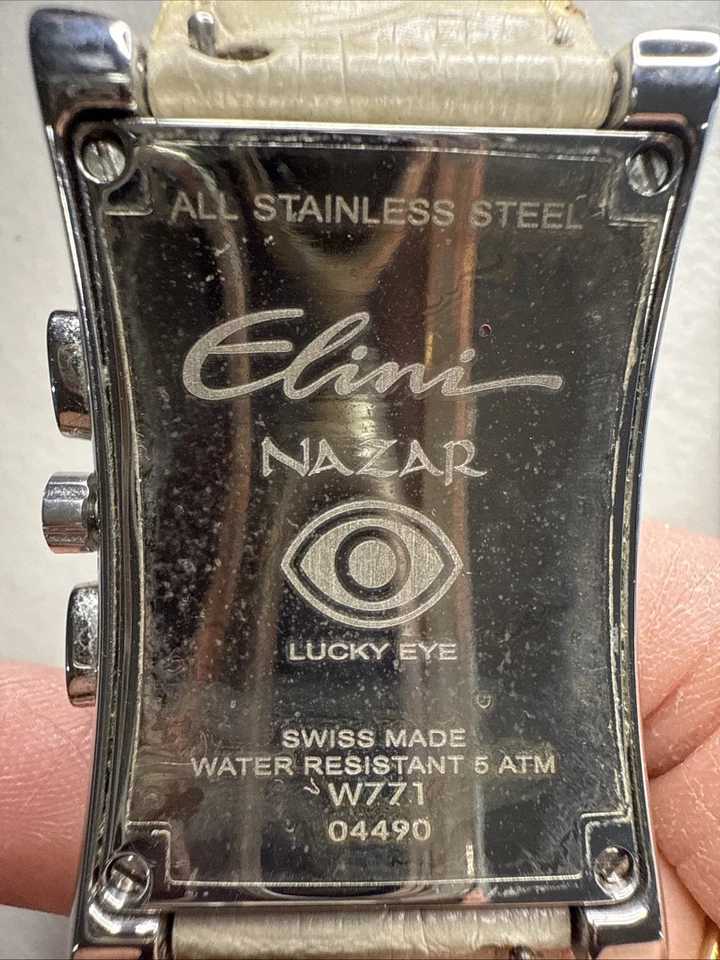 ALL STAINLESS STEEL
Elini
NAZAR
LUCKY EYE
SWISS MADE
WATER RESISTANT 5 ATM
W771
04490